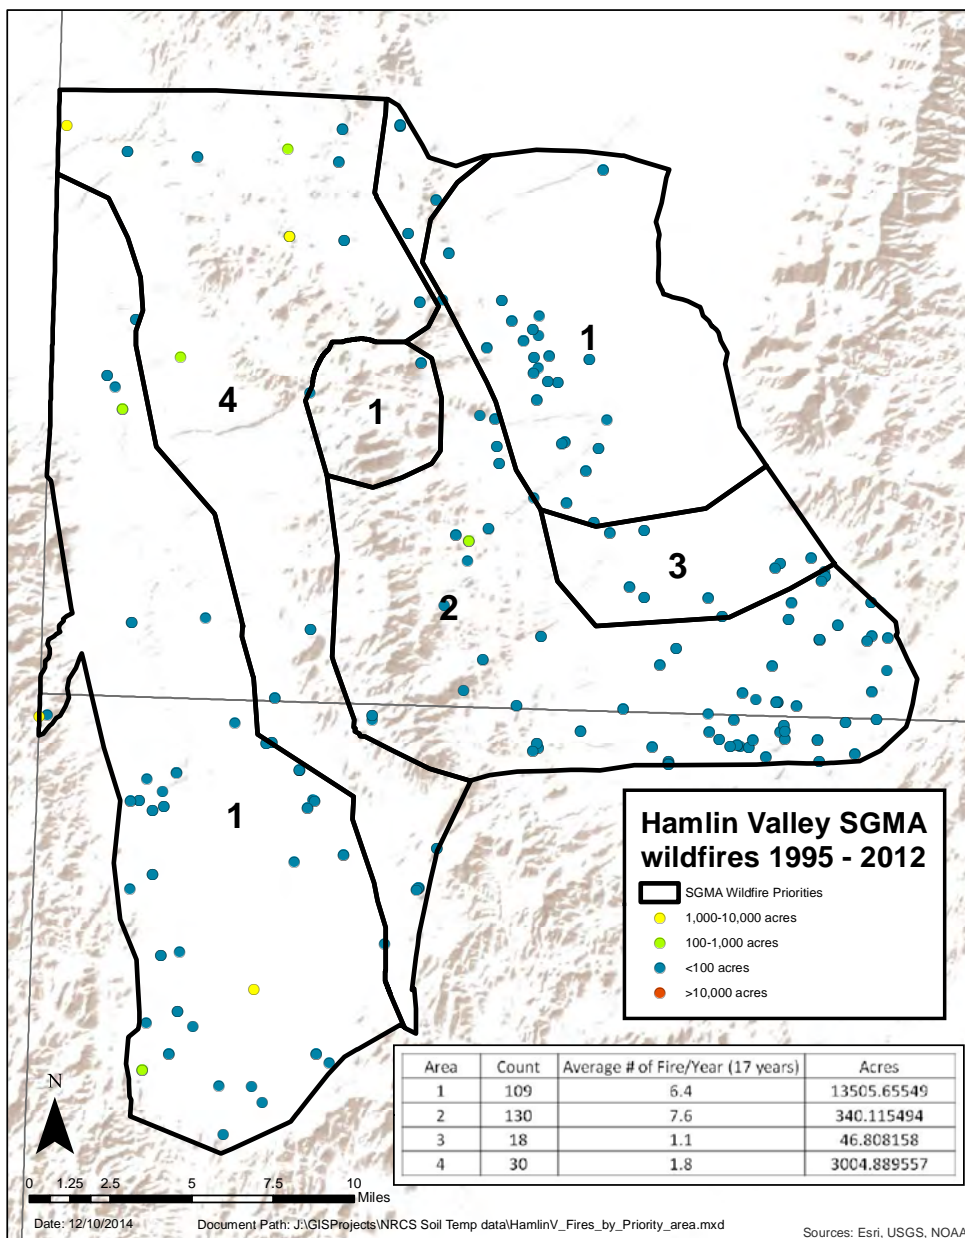 1
4
1
3
2
1
Hamlin Valley SGMA
wildfires 1995 - 2012
SGMA Wildfire Priorities
1,000-10,000 acres
100-1,000 acres
<100 acres
>10,000 acres
Area Count Average # of Fire/Year (17 years) Acres
1 109 6.4 13505.65549
2 130 7.6 340.115494
3 18 1.1 46.808158
4 30 1.8 3004.889557
N
0 1.25 2.5 5 7.5 10
Miles
Date: 12/10/2014 Document Path: J:\GISProjects\NRCS Soil Temp data\HamlinV_Fires_by_Priority_area.mxd
Sources: Esri, USGS, NOAA